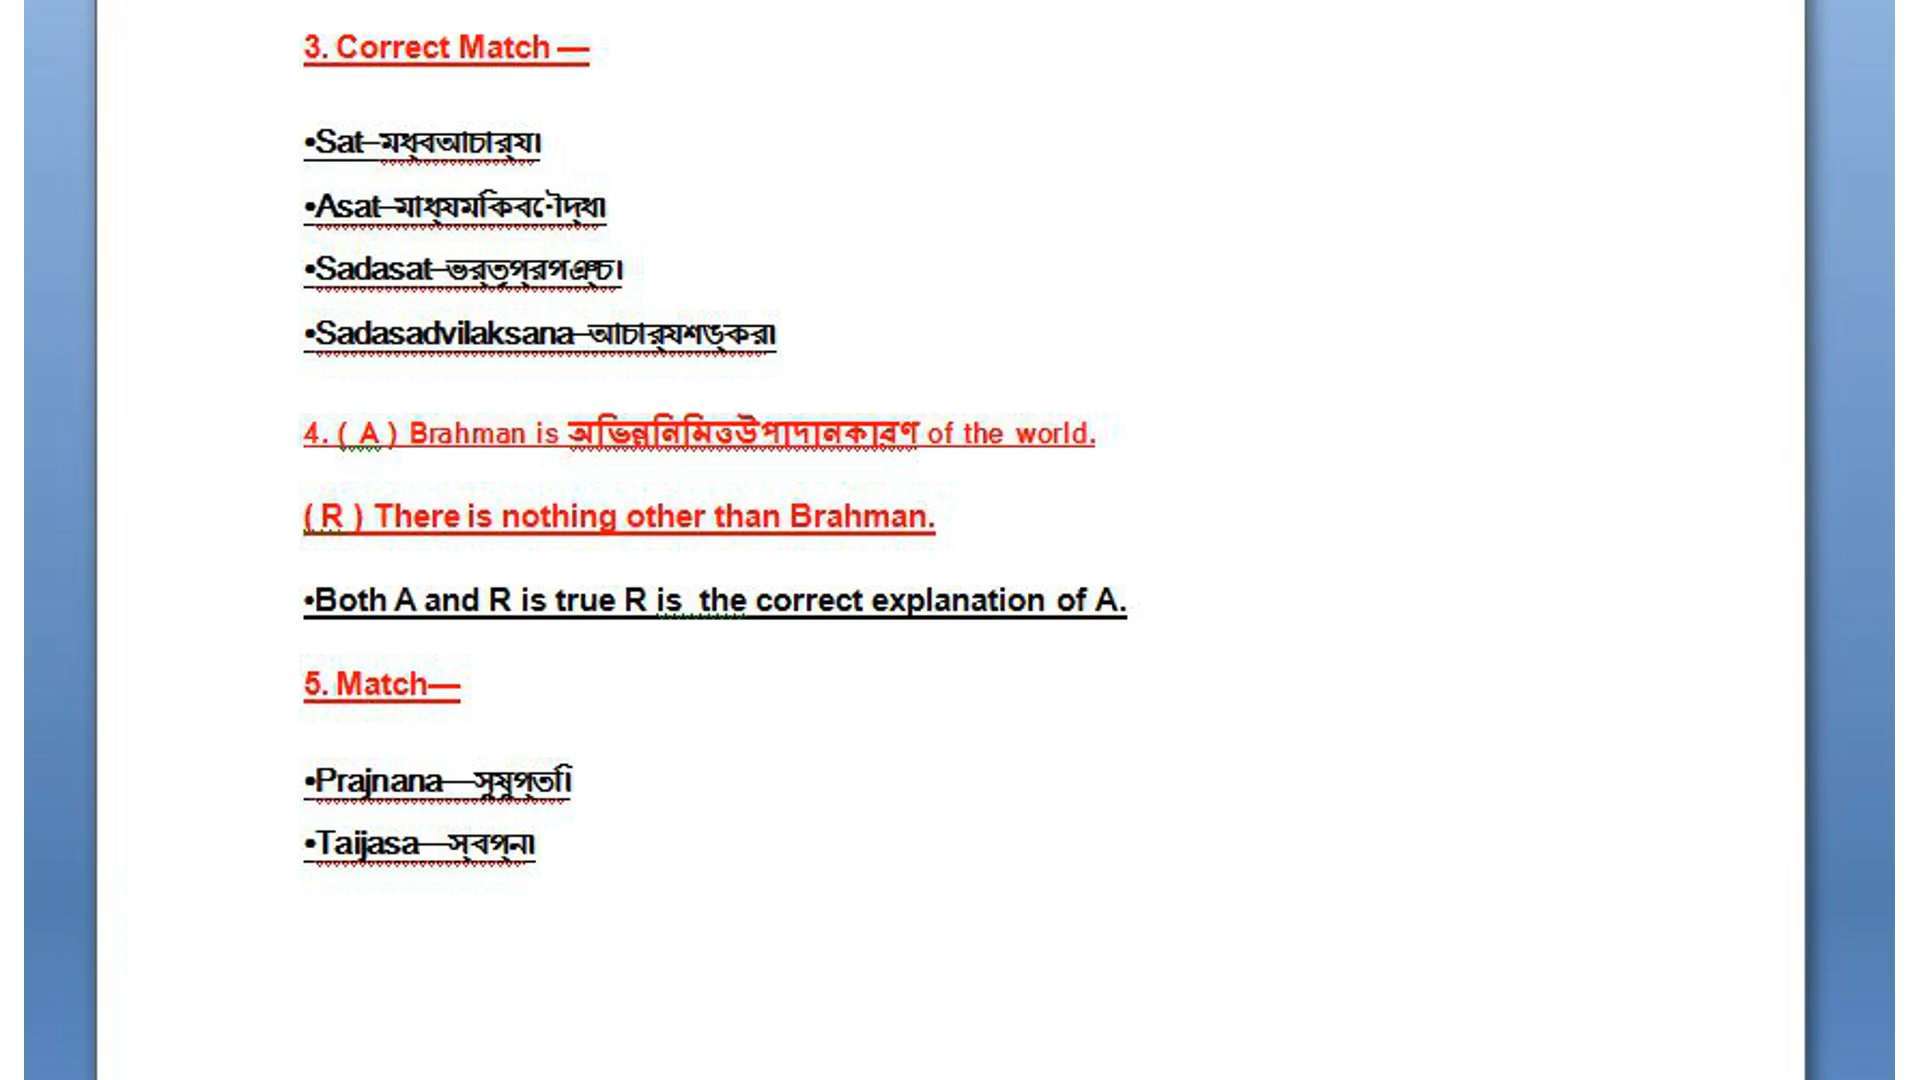 3. Correct Match —
•Sat–মধ্বআচার্য।
•Asat–মাধ্যমিকবৌদ্ধ।
•Sadasat–ভর্তৃপ্রপঞ্চ।
•Sadasadvilaksana–আচার্যশঙ্কর।
4. ( A ) Brahman is অভিন্ননিমিত্তউপাদানকারণ of the world.
( R ) There is nothing other than Brahman.
•Both A and R is true R is the correct explanation of A.
5. Match—
•Prajnana—সুষুপ্তি।
•Taijasa—স্বপ্ন।